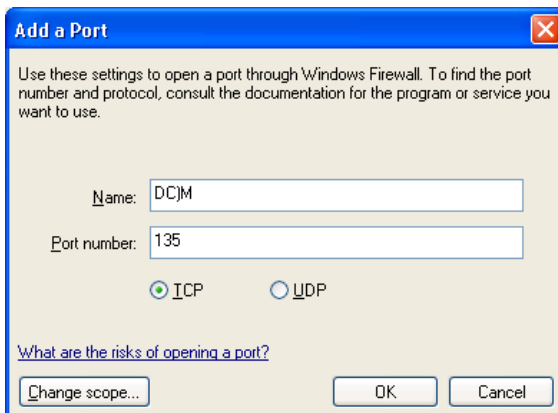 Add a Port
Use these settings to open a port through Windows Firewall. To find the port
number and protocol, consult the documentation for the program or service you
want to use.
Name: DC)M
Port number: 135
TCP UDP
What are the risks of opening a port?
Change scope... OK Cancel